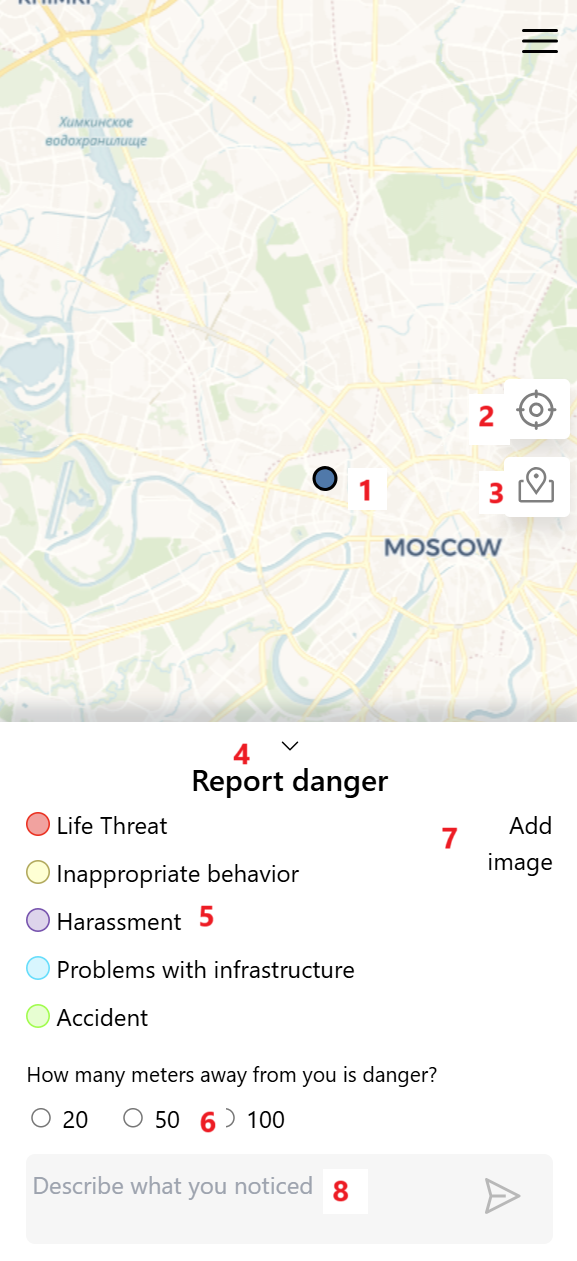 KHIMKI
Химкинское
водохранилище
2
1
3
MOSCOW
4
Report danger
Life Threat
7
Add
image
Inappropriate behavior
Harassment 5
Problems with infrastructure
Accident
How many meters away from you is danger?
20 50 6 100
Describe what you noticed 8